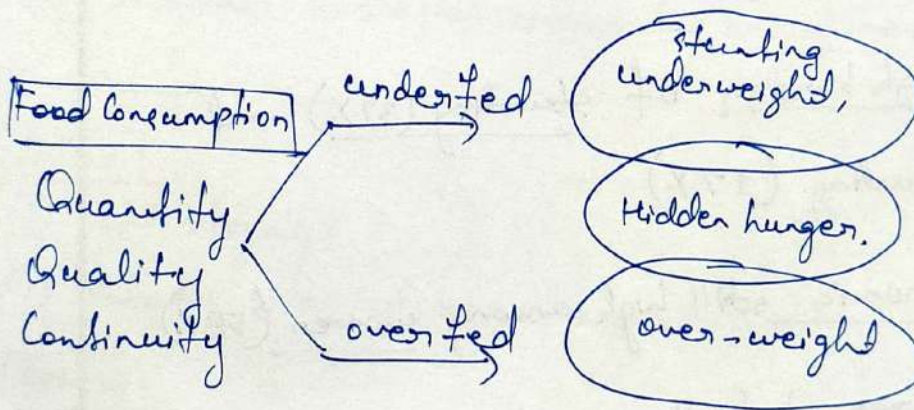 stunting
underfed underweight,
Food Consumption
Quantity
Hidden hunger.
Quality
Continuity
over fed
over-weight